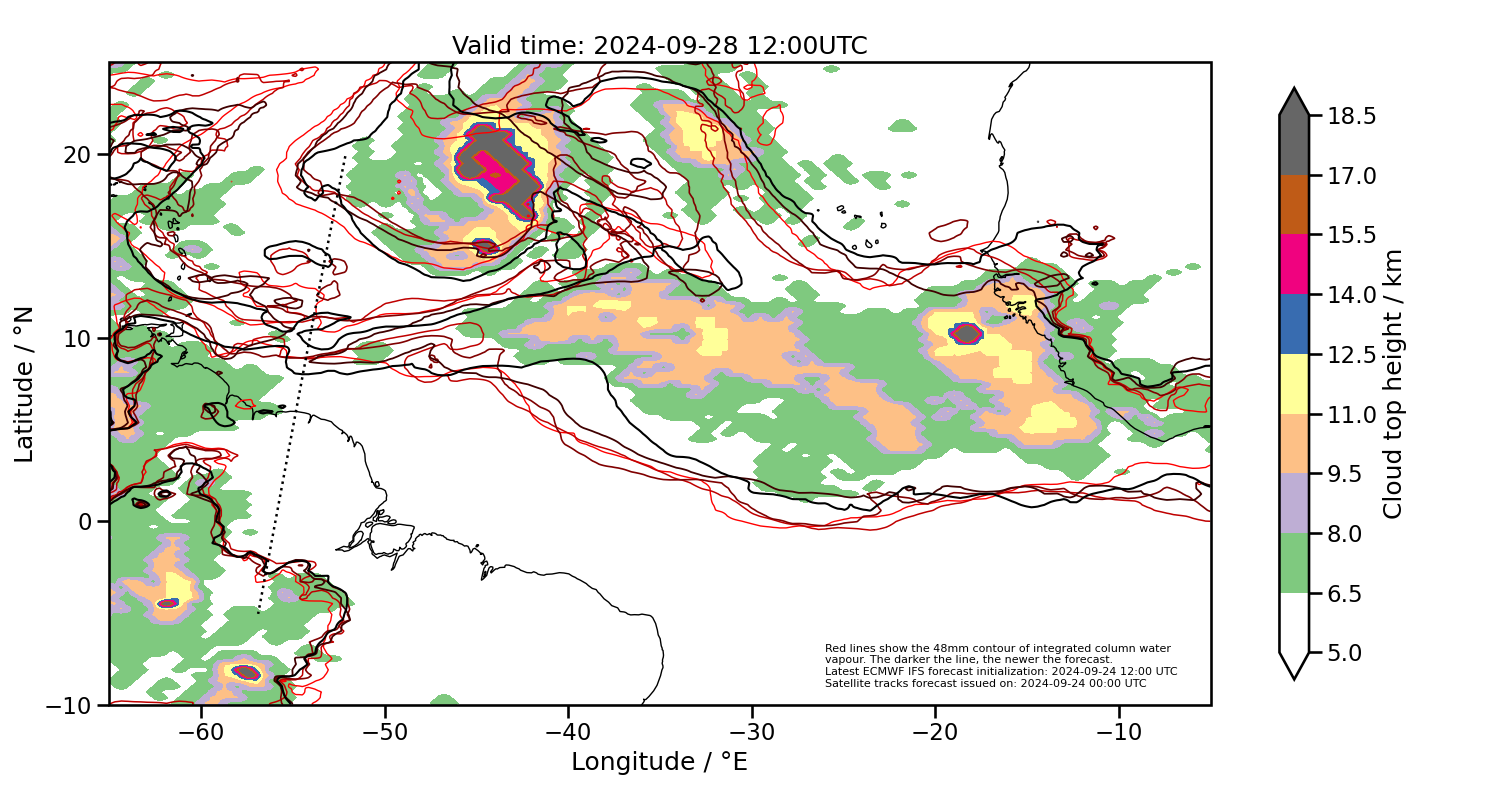 Valid time: 2024-09-28 12:00UTC
18.5
17.0
15.5
14.0
12.5
11.0
9.5
8.0
6.5
5.0
Cloud top height / km
20
10
0
−10
Latitude / °N
Red lines show the 48mm contour of integrated column water
vapour. The darker the line, the newer the forecast.
Latest ECMWF IFS forecast initialization: 2024-09-24 12:00 UTC
Satellite tracks forecast issued on: 2024-09-24 00:00 UTC
−60 −50 −40 −30 −20 −10
Longitude / °E